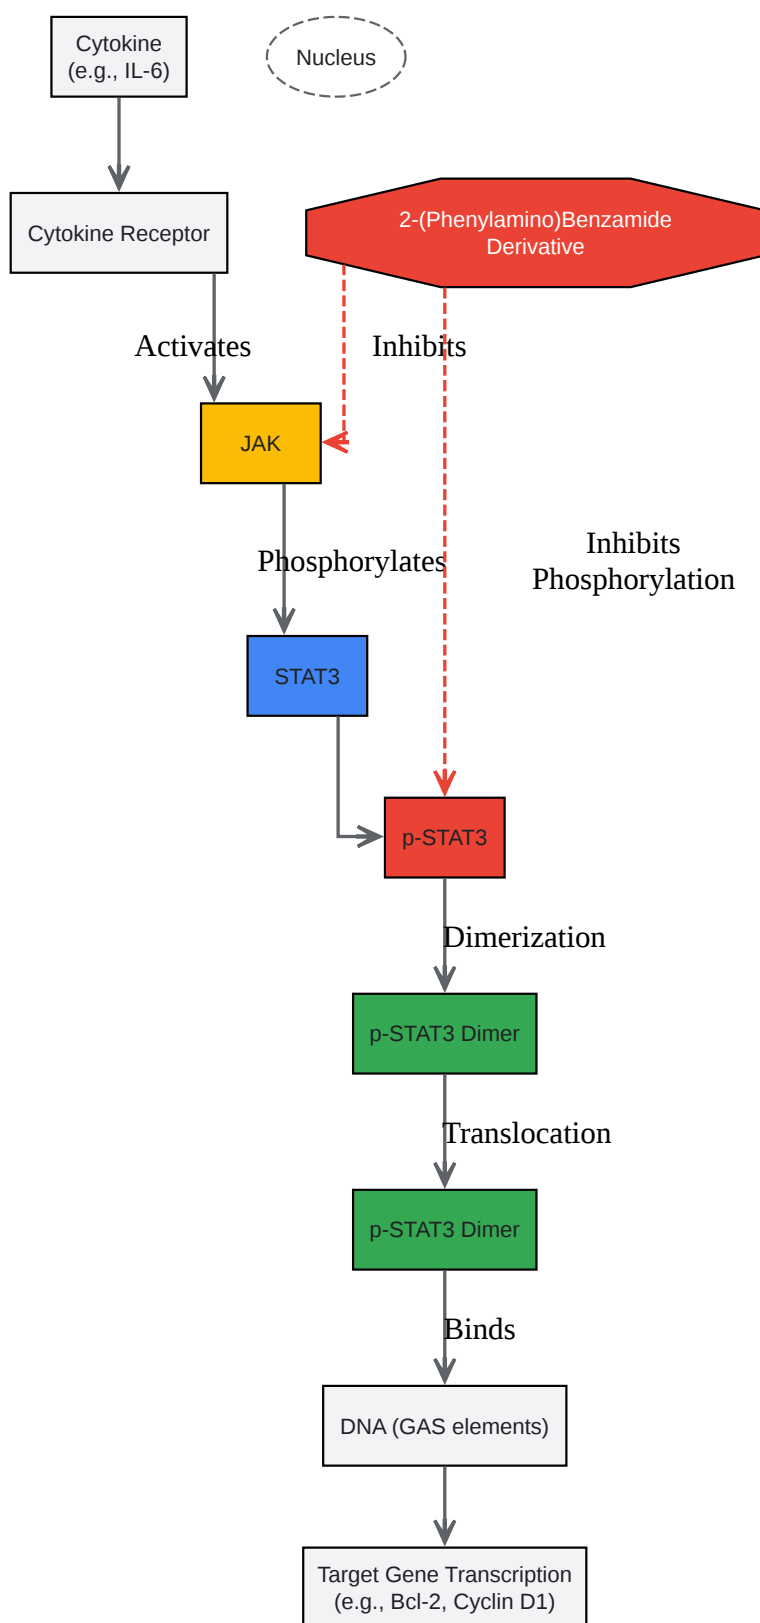 Cytokine
(e.g., IL-6)
Nucleus
Cytokine Receptor
2-(Phenylamino)Benzamide
Derivative
Activates
Inhibits
JAK
Phosphorylates
Inhibits
Phosphorylation
STAT3
p-STAT3
Dimerization
p-STAT3 Dimer
Translocation
p-STAT3 Dimer
Binds
DNA (GAS elements)
Target Gene Transcription
(e.g., Bcl-2, Cyclin D1)